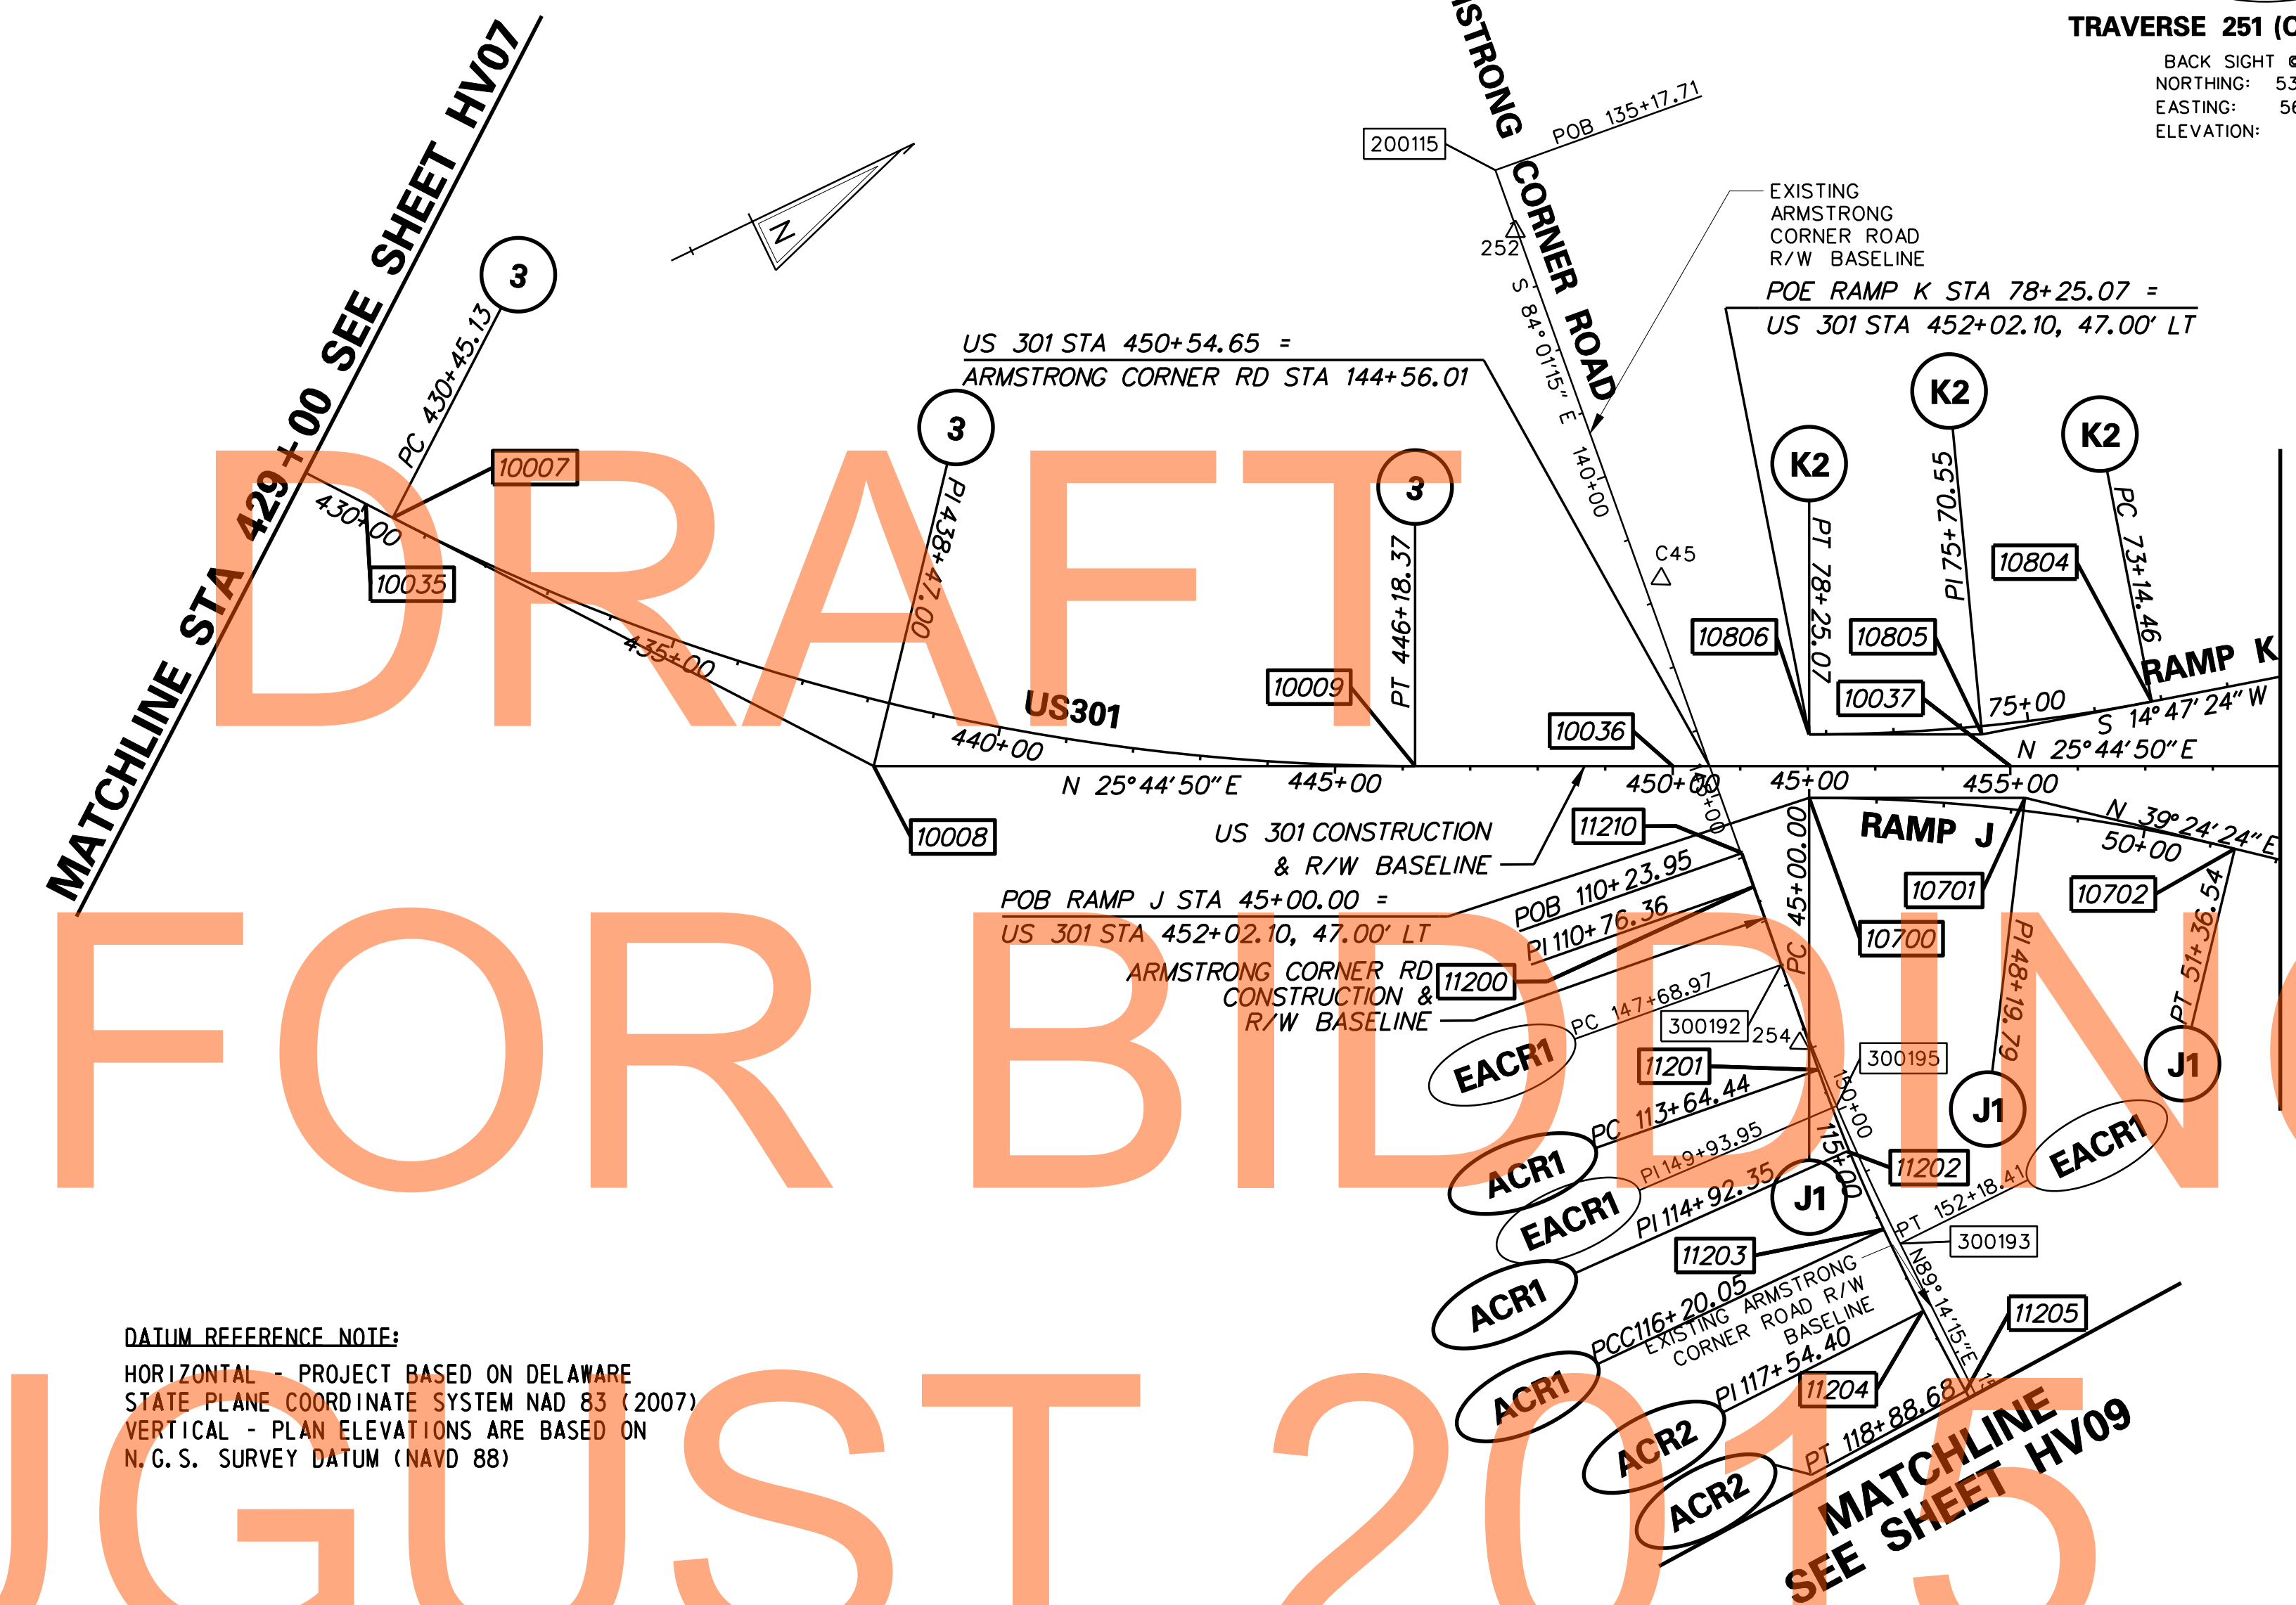 TRAVERSE 251
BACK SIGHT
NORTHING: 53
EASTING: 56
ELEVATION:
MATCHLINE STA 429+00 SEE SHEET HV07
N
3
PC 430+45.13
10007
430+00
10035
435+00
3
PI 438+47.00
10008
440+00
US301
N 25°44'50" E
445+00
3
PT 446+18.37
10009
US 301 STA 450+54.65 =
ARMSTRONG CORNER RD STA 144+56.01
CORNER ROAD
200115
POB 135+17.71
252
S 84°01'15" E
140+00
C45
EXISTING
ARMSTRONG
CORNER ROAD
R/W BASELINE
POE RAMP K STA 78+25.07 =
US 301 STA 452+02.10, 47.00' LT
K2
PT 78+25.07
10806
K2
PI 75+70.55
10805
K2
PC 73+14.46
10804
RAMP K
10037
75+00
S 14°47'24" W
N 25°44'50" E
10036
450+00
145+00
45+00
455+00
US 301 CONSTRUCTION
& R/W BASELINE
RAMP J
N 39°24'24" E
50+00
11210
10701
10702
10700
POB RAMP J STA 45+00.00 =
US 301 STA 452+02.10, 47.00' LT
POB 110+23.95
PI 110+76.36
PC 45+00.00
PI 48+19.79
PT 51+36.54
ARMSTRONG CORNER RD
CONSTRUCTION &
R/W BASELINE
11200
PC 147+68.97
EACR1
300192
254
300195
11201
150+00
J1
J1
J1
PC 113+64.44
ACR1
PI 149+93.95
EACR1
115+00
11202
PT 152+18.41
EACR1
PI 114+92.35
ACR1
11203
300193
N89°14'15"E
PCC116+20.05
ACR1
EXISTING ARMSTRONG
CORNER ROAD R/W
BASELINE
PI 117+54.40
ACR2
11204
11205
PT 118+88.68
ACR2
MATCHLINE
SEE SHEET HV09
DATUM REFERENCE NOTE:
HORIZONTAL - PROJECT BASED ON DELAWARE
STATE PLANE COORDINATE SYSTEM NAD 83 (2007)
VERTICAL - PLAN ELEVATIONS ARE BASED ON
N.G.S. SURVEY DATUM (NAVD 88)
DRAFT
FOR BIDDING
UGUST 2015